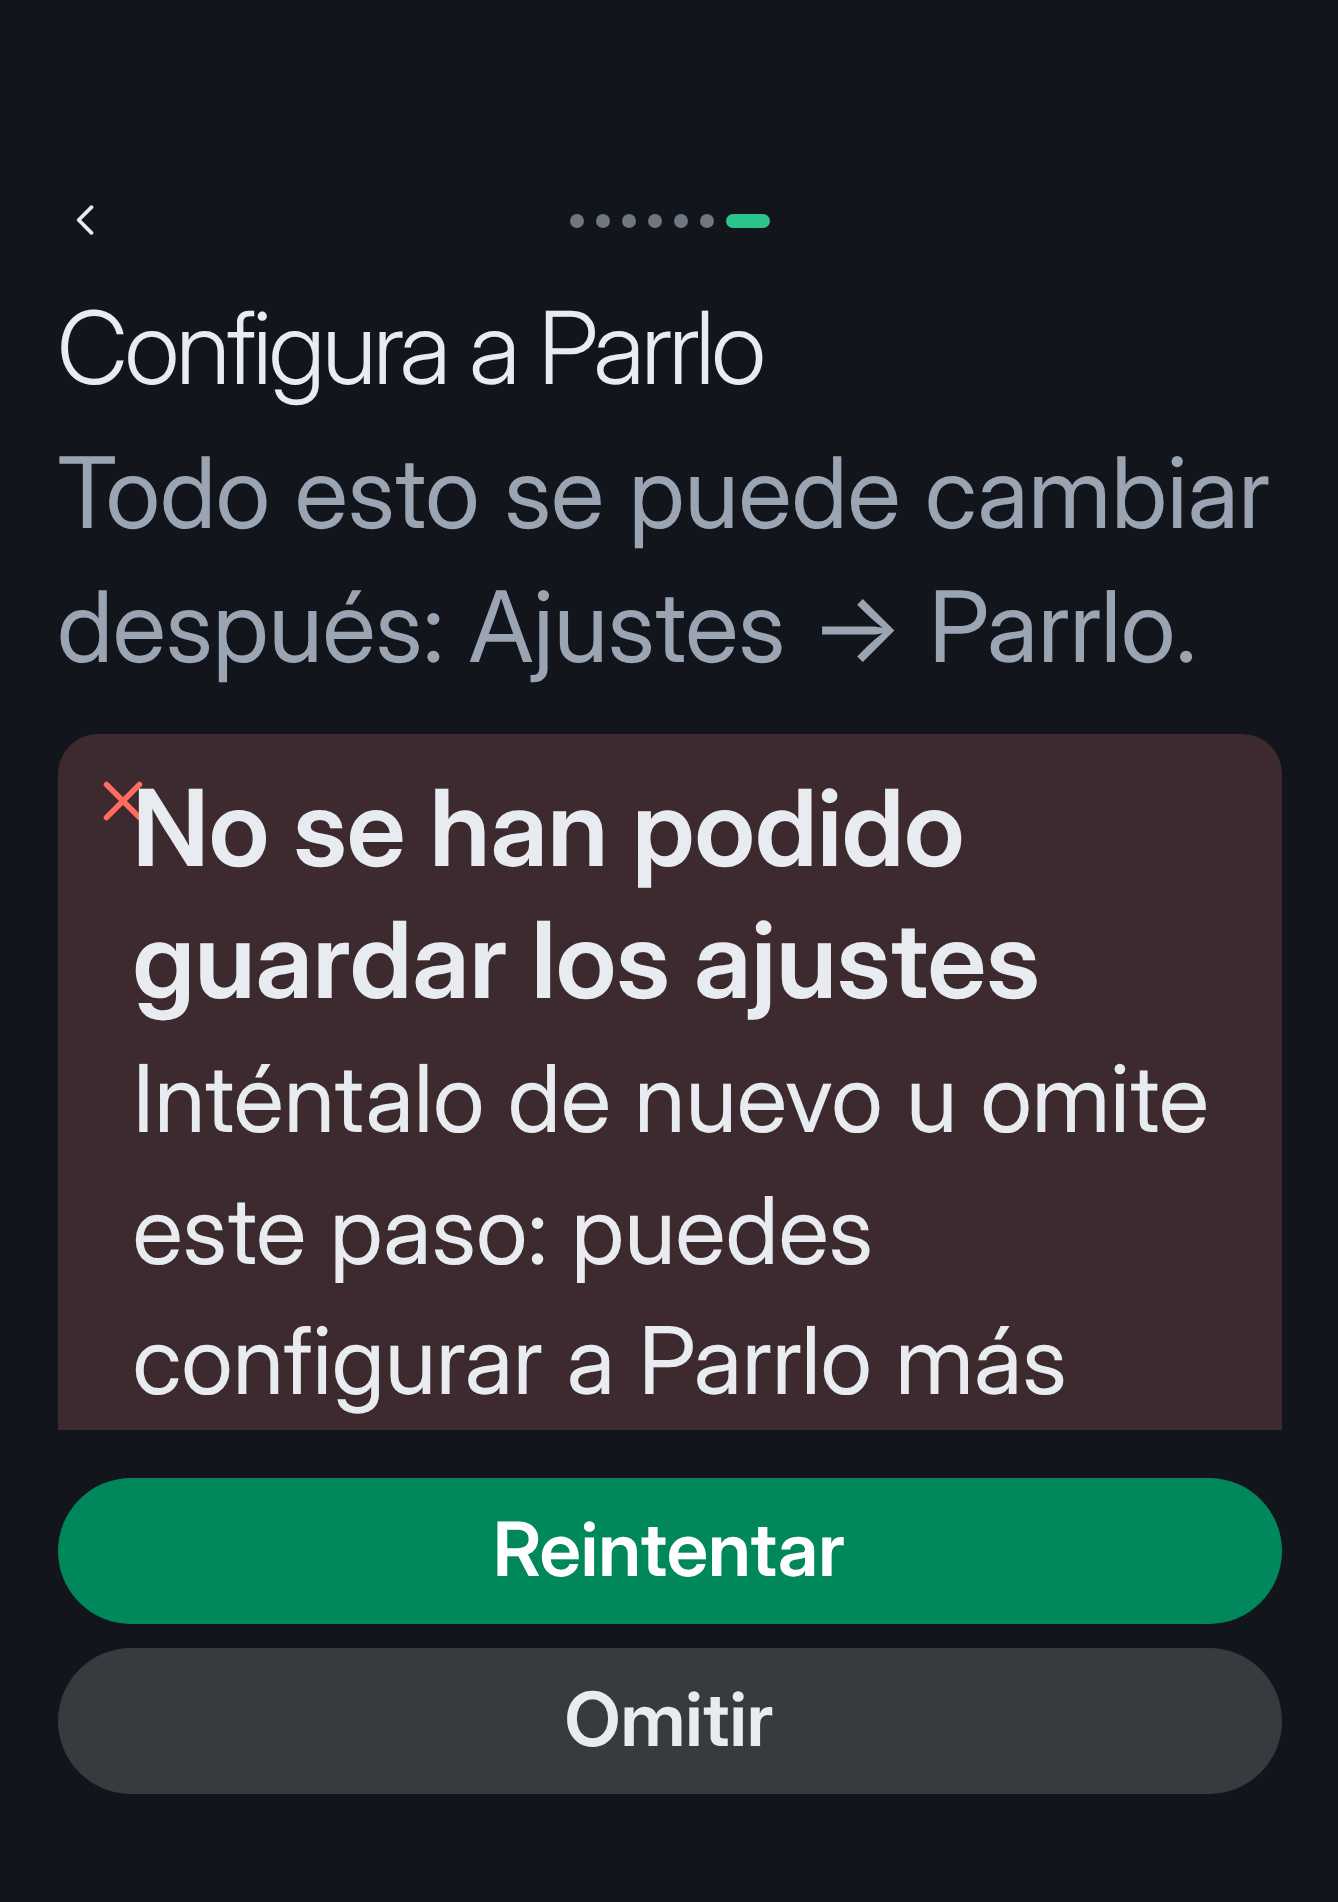 Configura a Parrlo
Todo esto se puede cambiar
después: Ajustes → Parrlo.
No se han podido
guardar los ajustes
Inténtalo de nuevo u omite
este paso: puedes
configurar a Parrlo más
Reintentar
Omitir